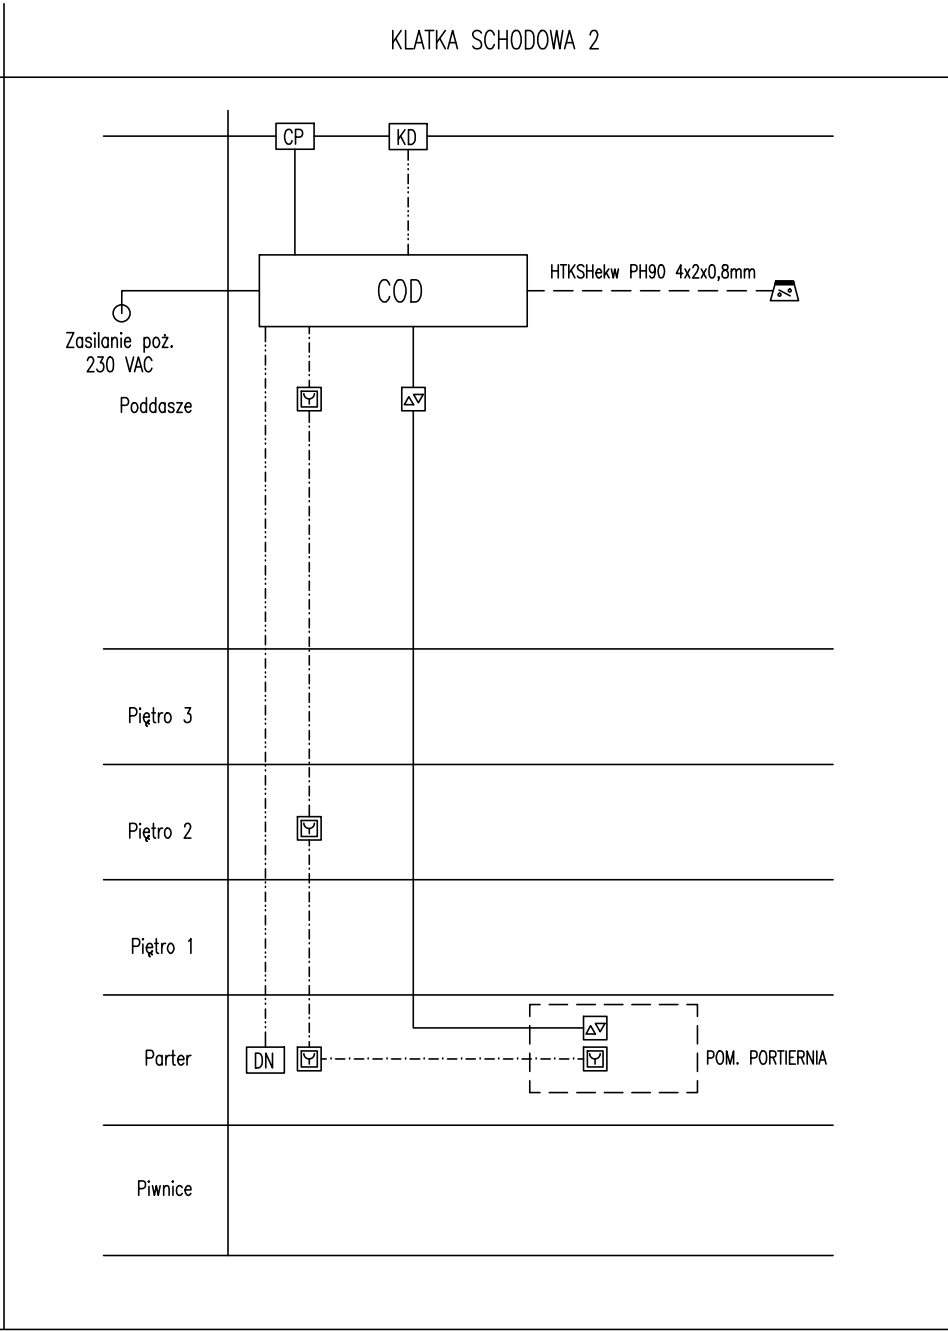 KLATKA SCHODOWA 2
CP
KD
COD
HTKSHekw PH90 4x2x0,8mm
Zasilanie poż.
230 VAC
Poddasze
Piętro 3
Piętro 2
Piętro 1
Parter
DN
POM. PORTIERNIA
Piwnice